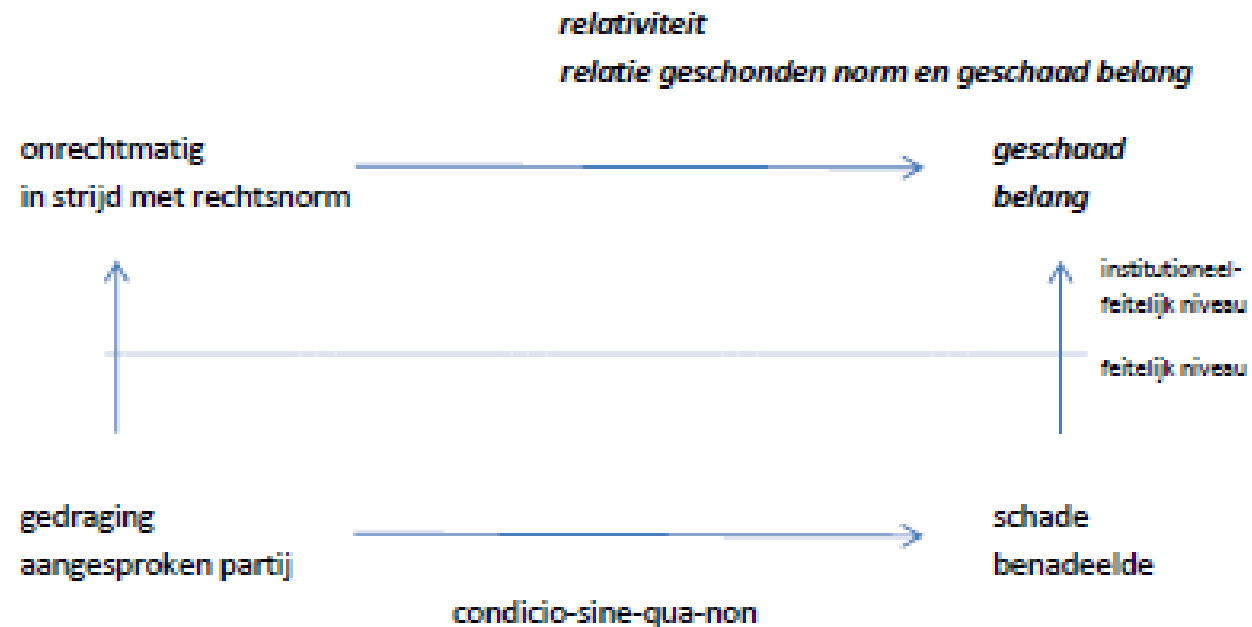 relativiteit
relatie geschonden norm en geschaad belang
onrechtmatig
in strijd met rechtsnorm
geschaad
belang
institutioneel-
feitelijk niveau
feitelijk niveau
gedraging
aangesproken partij
schade
benadeelde
condicio-sine-qua-non